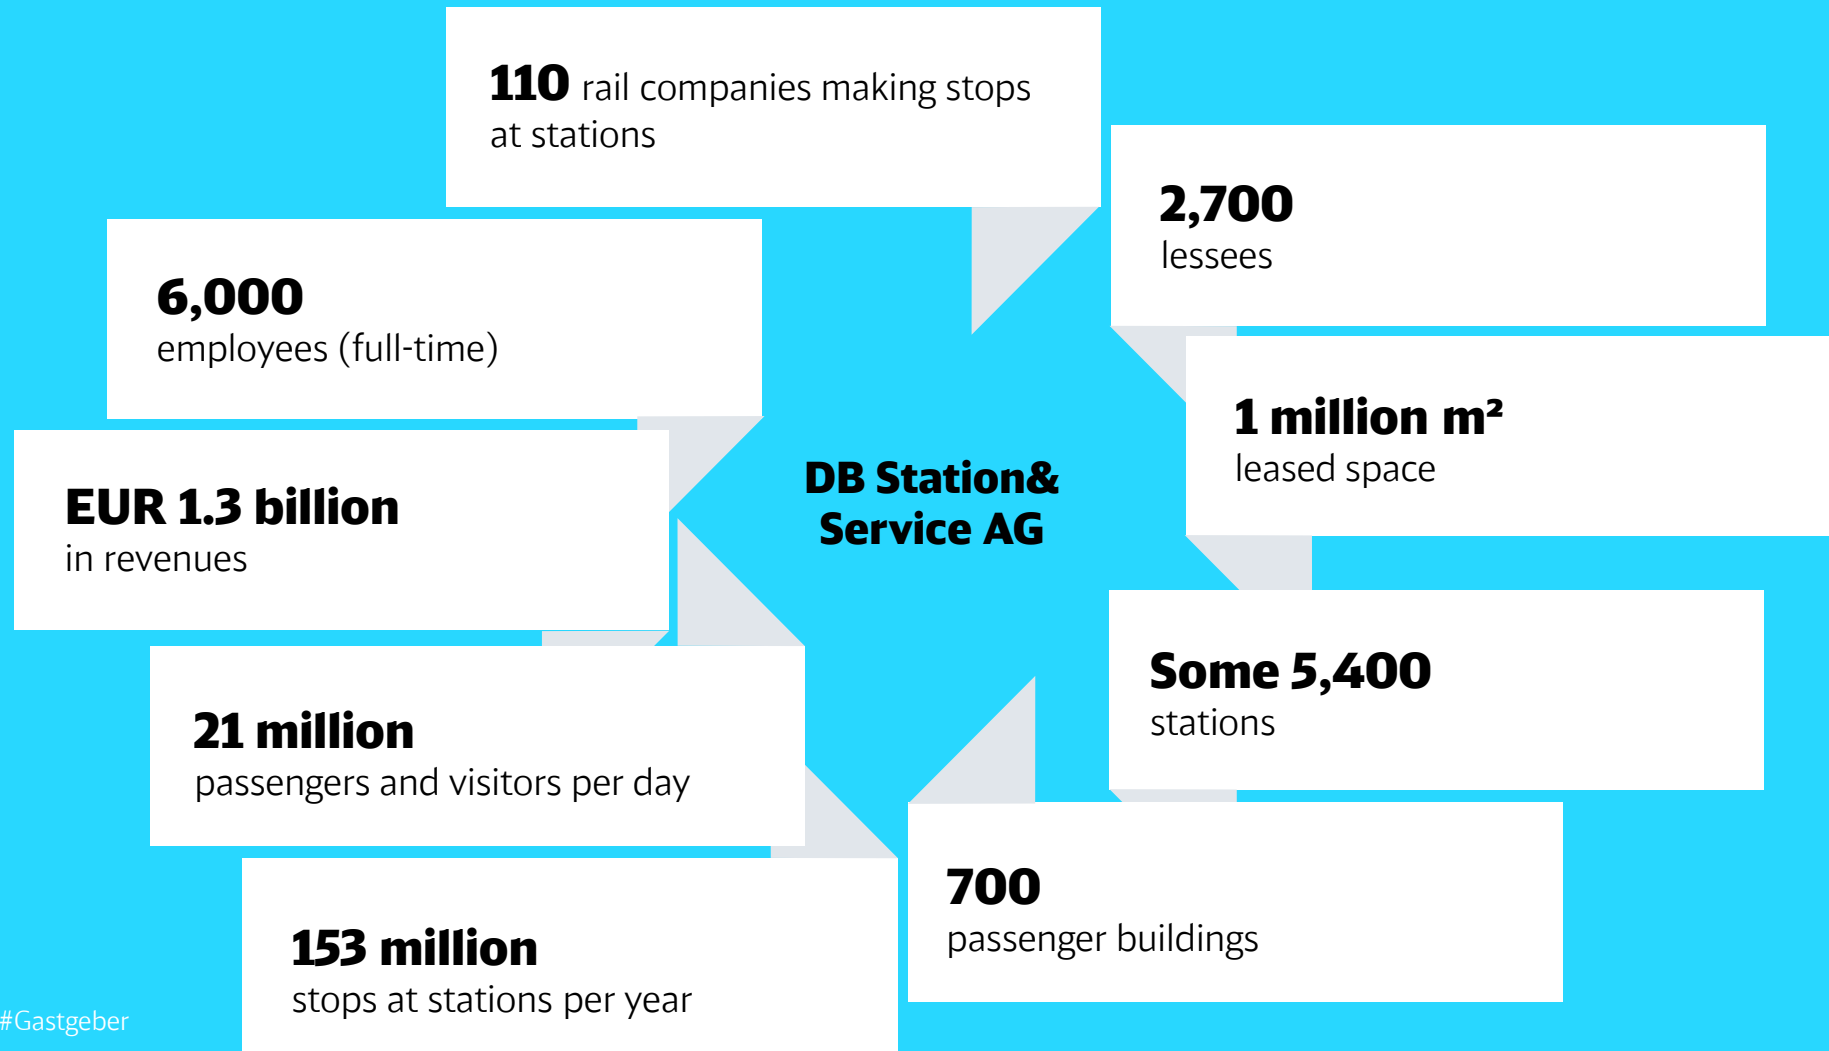 110 rail companies making stops
at stations
2,700
lessees
6,000
employees (full-time)
1 million m²
leased space
DB Station&
Service AG
EUR 1.3 billion
in revenues
Some 5,400
stations
21 million
passengers and visitors per day
700
passenger buildings
153 million
stops at stations per year
#Gastgeber